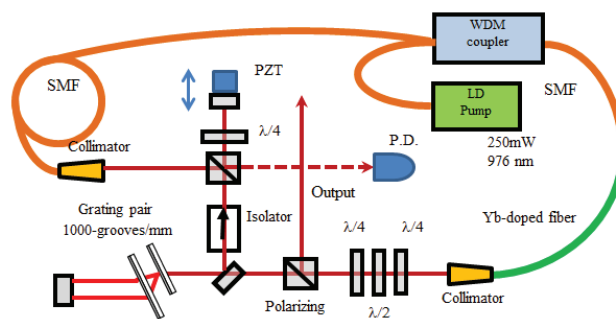 WDM
coupler
SMF
PZT
SMF
LD
Pump
250mW
976 nm
λ/4
P.D.
Collimator
Output
Isolator
Grating pair
1000-grooves/mm
λ/4
λ/4
Yb-doped fiber
Polarizing
λ/2
Collimator